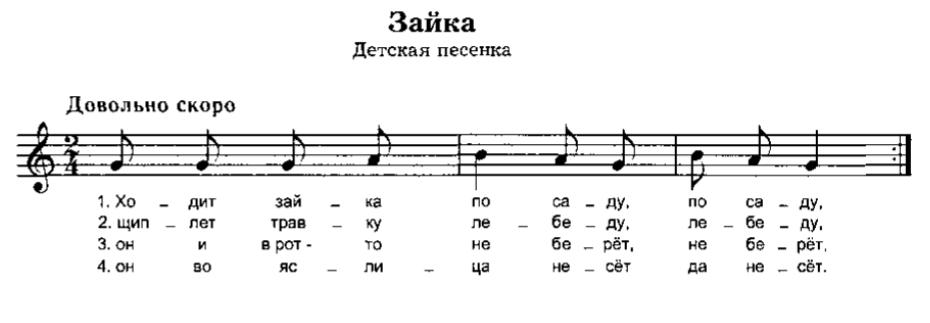 Зайка
Детская песенка
Довольно скоро
2
4
1. Хо – дит зай – ка по са – ду, по са – ду,
2. щип – лет трав – ку ле – бе – ду, ле – бе – ду,
3. он и в рот - то не бе – рёт, не бе – рёт,
4. он во яс – ли – ца не – сёт да не – сёт.